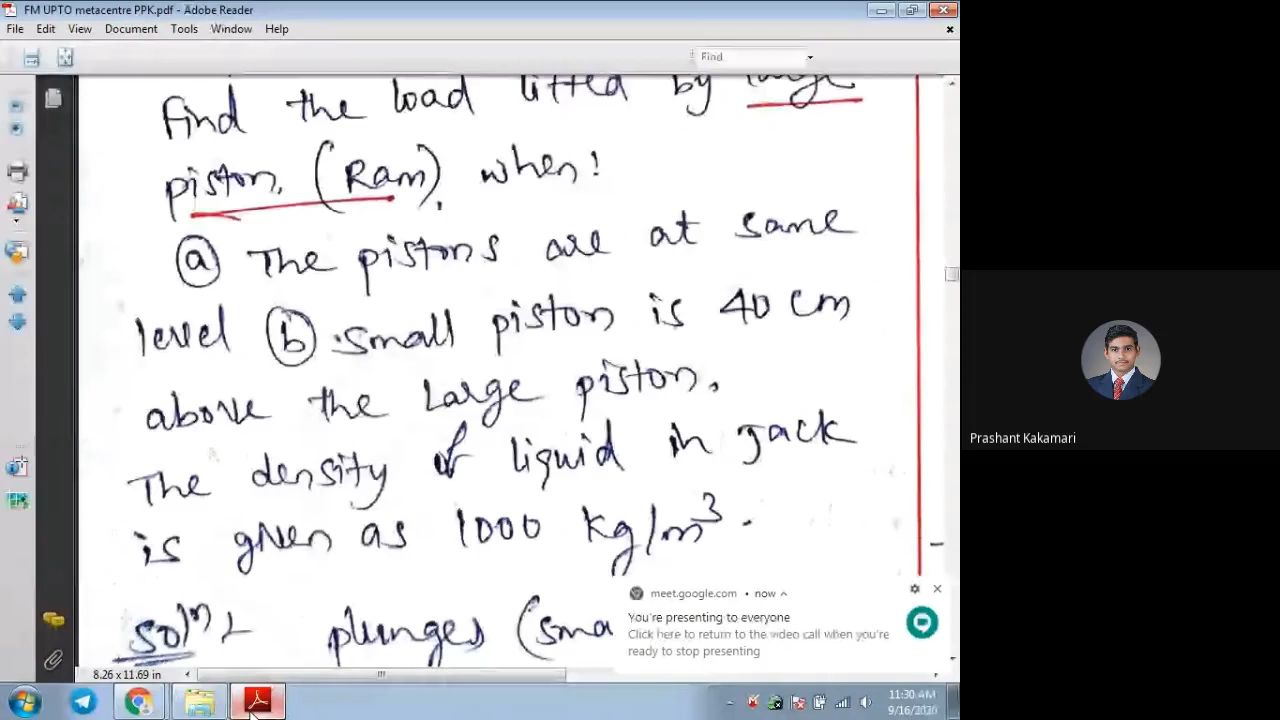 FM UPTO metacentre PPK.pdf - Adobe Reader
File Edit View Document Tools Window Help
Find
Find the load lifted by large
piston. (Ram). when!
(a) The pistons are at same
level (b) small piston is 40 cm
above the large piston.
The density of liquid in Jack
is given as 1000 kg/m³.
Prashant Kakamari
meet.google.com • now
You're presenting to everyone
Click here to return to the video call when you're
ready to stop presenting
Soln plunges (sma
8.26 x 11.69 in
11:30 AM
9/16/2020